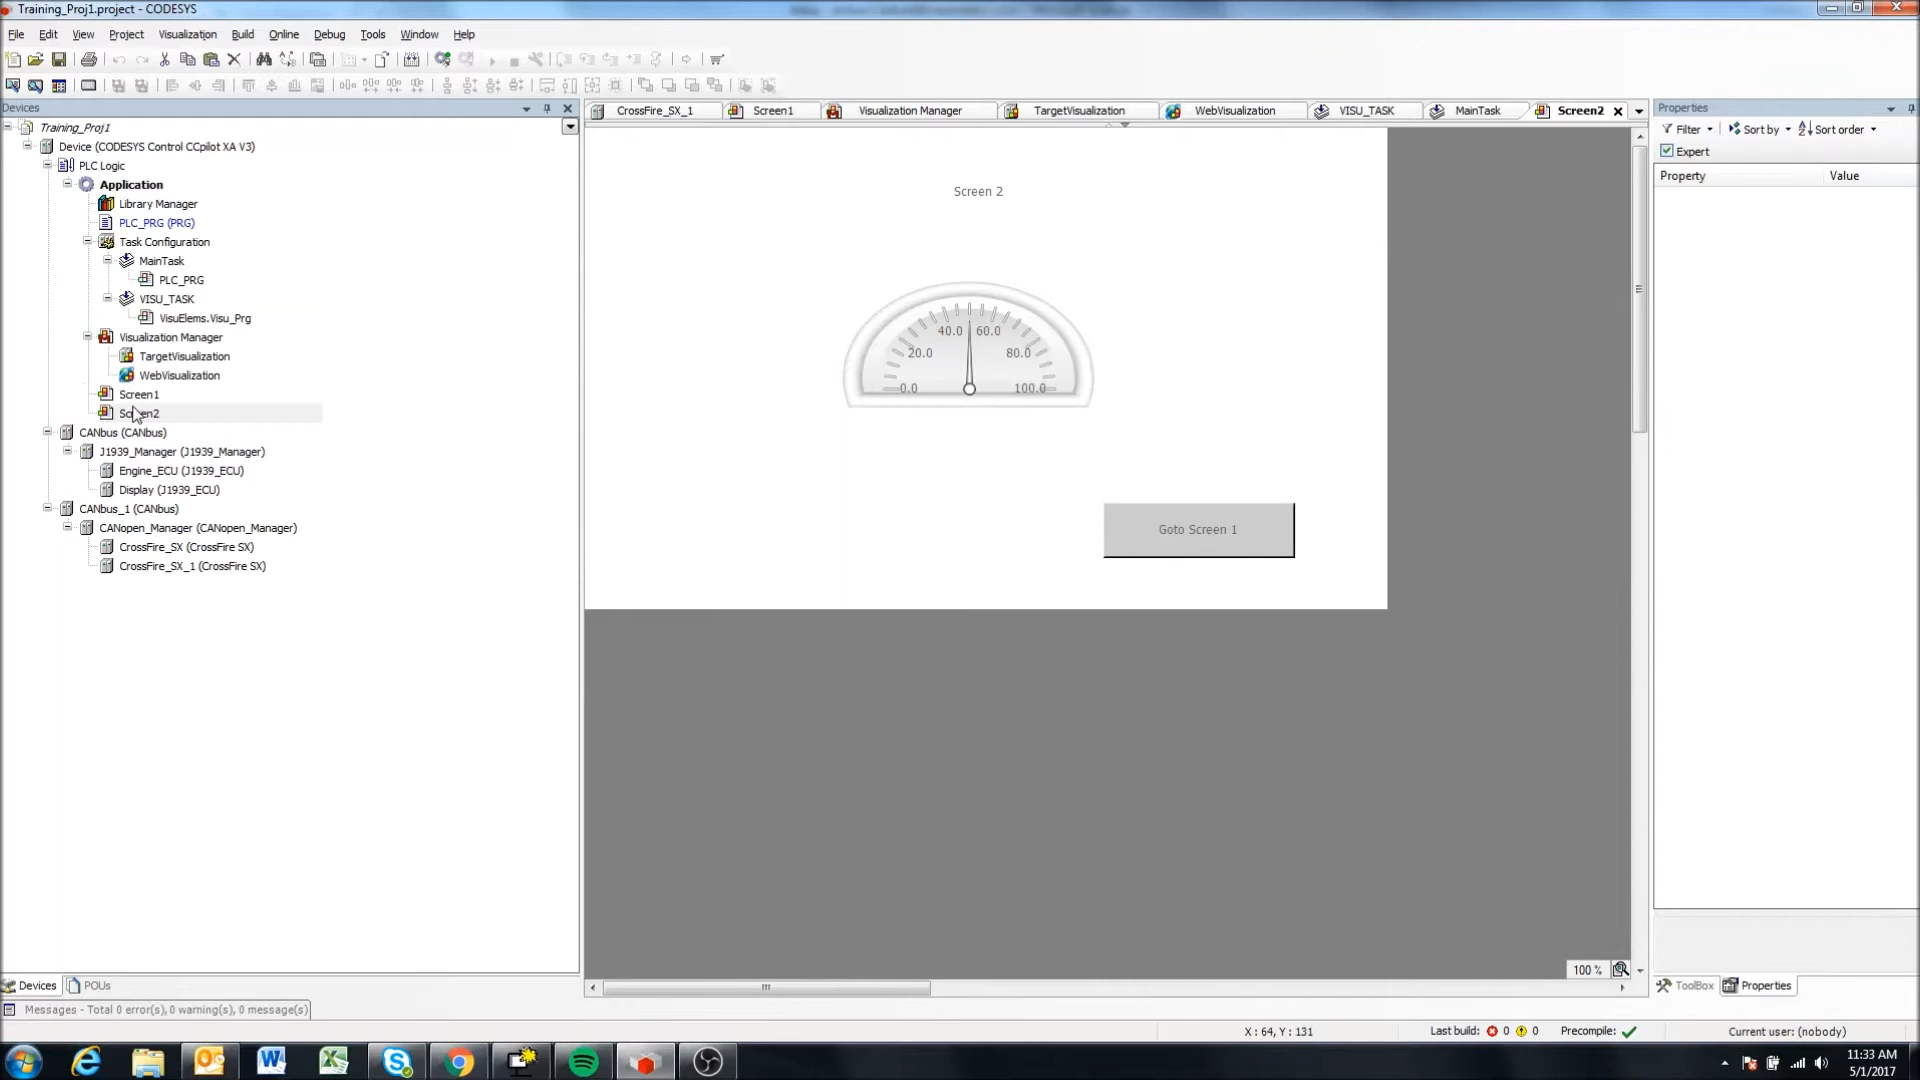 Training_Proj1.project - CODESYS
File Edit View Project Visualization Build Online Debug Tools Window Help
Devices
Training_Proj1
Device (CODESYS Control CCpilot XA V3)
PLC Logic
Application
Library Manager
PLC_PRG (PRG)
Task Configuration
MainTask
PLC_PRG
VISU_TASK
VisuElems.Visu_Prg
Visualization Manager
TargetVisualization
WebVisualization
Screen1
Screen2
CANbus (CANbus)
J1939_Manager (J1939_Manager)
Engine_ECU (J1939_ECU)
Display (J1939_ECU)
CANbus_1 (CANbus)
CANopen_Manager (CANopen_Manager)
CrossFire_SX (CrossFire SX)
CrossFire_SX_1 (CrossFire SX)
Devices POUs
CrossFire_SX_1 Screen1 Visualization Manager TargetVisualization WebVisualization VISU_TASK MainTask Screen2
Screen 2
40.0 60.0
20.0 80.0
0.0 100.0
Goto Screen 1
100 %
Properties
Filter Sort by Sort order
Expert
Property Value
ToolBox Properties
Messages - Total 0 error(s), 0 warning(s), 0 message(s)
X : 64, Y : 131 Last build: 0 0 Precompile: Current user: (nobody)
11:33 AM
5/1/2017